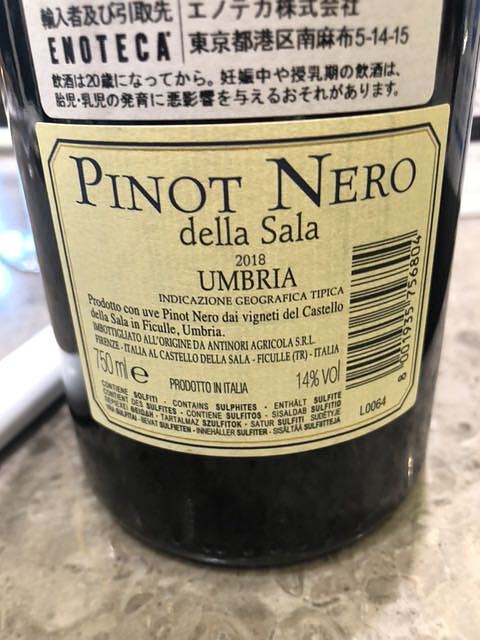 輸入者及び引取先 エノテカ株式会社
ENOTECA 東京都港区南麻布5-14-15
飲酒は20歳になってから。妊娠中や授乳期の飲酒は、
胎児・乳児の発育に悪影響を与えるおそれがあります。
PINOT NERO
della Sala
2018
UMBRIA
INDICAZIONE GEOGRAFICA TIPICA
Prodotto con uve Pinot Nero dai vigneti del Castello
della Sala in Ficulle, Umbria.
IMBOTTIGLIATO ALL'ORIGINE DA ANTINORI AGRICOLA S.R.L.
FIRENZE - ITALIA AL CASTELLO DELLA SALA - FICULLE (TR) - ITALIA
750 ml e PRODOTTO IN ITALIA 14% VOl
CONTIENE SOLFITI - CONTAINS SULPHITES - ENTHÄLT SULFITE
CONTIENT DES SULFITES - CONTIENE SULFITOS - SISALDAB SULFITID
TARTALMAZ SZULFITOK - SATUR SULFĪTI
BEVAT SULFIETEN - INNEHÅLLER SULFITER - SISÄLTÄÄ SULFIITTEJA
8 001935 756804
L0064